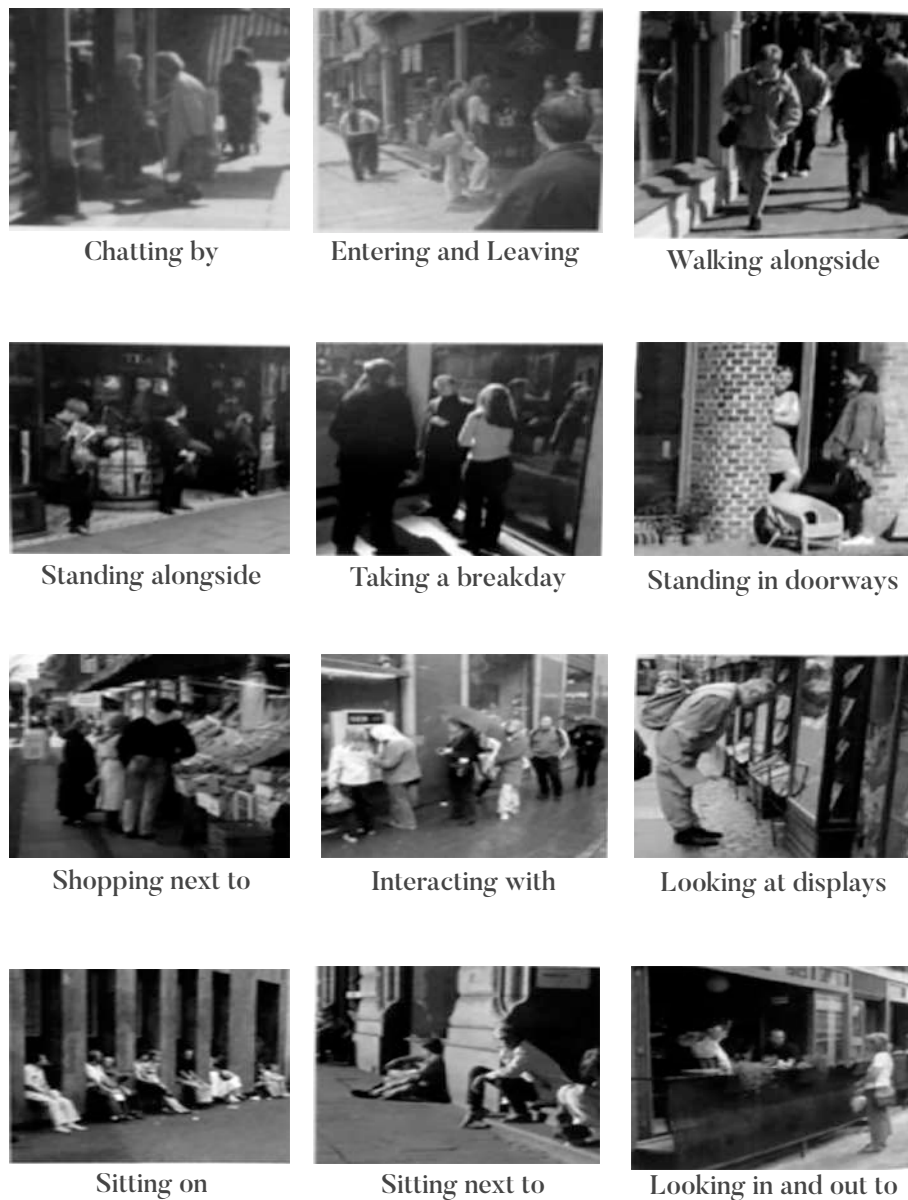 Chatting by
Entering and Leaving
Walking alongside
Standing alongside
Taking a breakday
Standing in doorways
Shopping next to
Interacting with
Looking at displays
Sitting on
Sitting next to
Looking in and out to